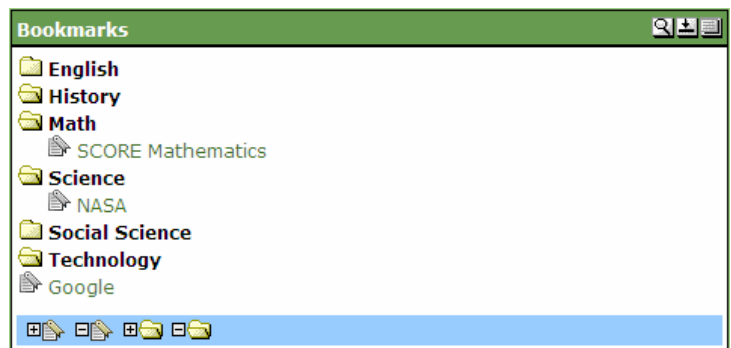 Bookmarks
English
History
Math
SCORE Mathematics
Science
NASA
Social Science
Technology
Google